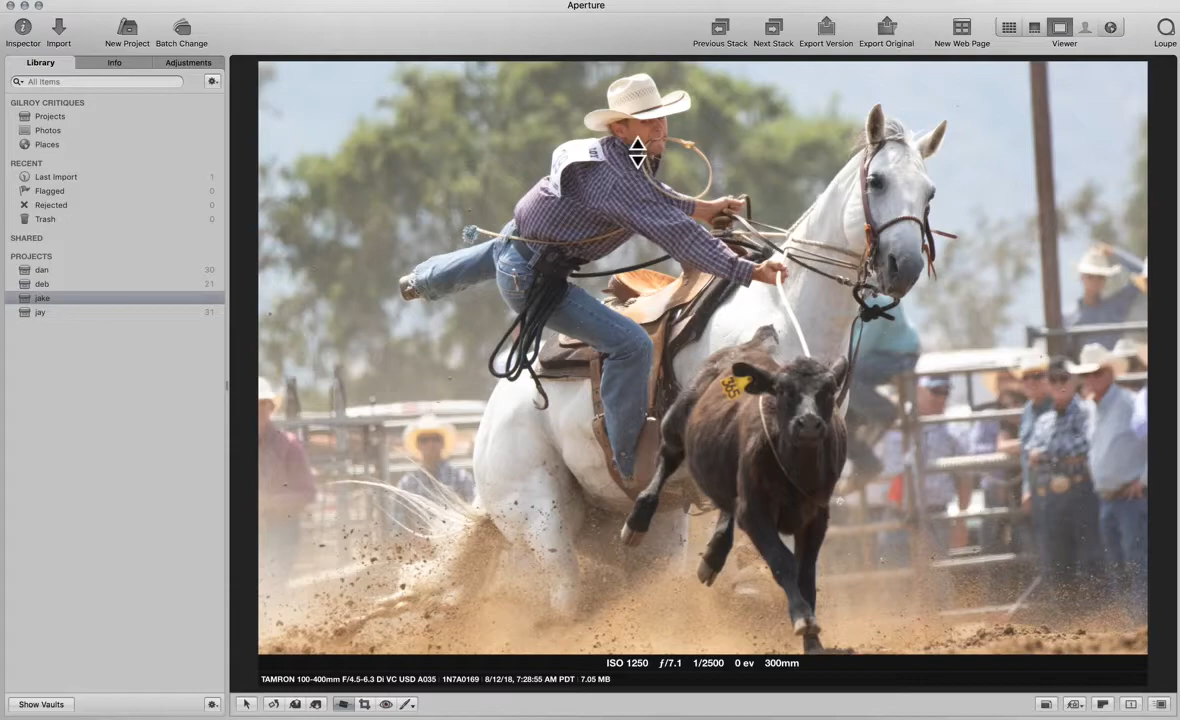 Aperture
Inspector
Import
New Project
Batch Change
Previous Stack
Next Stack
Export Version
Export Original
New Web Page
Viewer
Loupe
Library
Info
Adjustments
All Items
GILROY CRITIQUES
Projects
Photos
Places
RECENT
Last Import 1
Flagged 0
Rejected 0
Trash 0
SHARED
PROJECTS
dan 30
deb 21
jake
jay 31
365
ISO 1250 ƒ/7.1 1/2500 0 ev 300mm
TAMRON 100-400mm F/4.5-6.3 Di VC USD A035 1N7A0169 8/12/18, 7:28:55 AM PDT 7.05 MB
Show Vaults